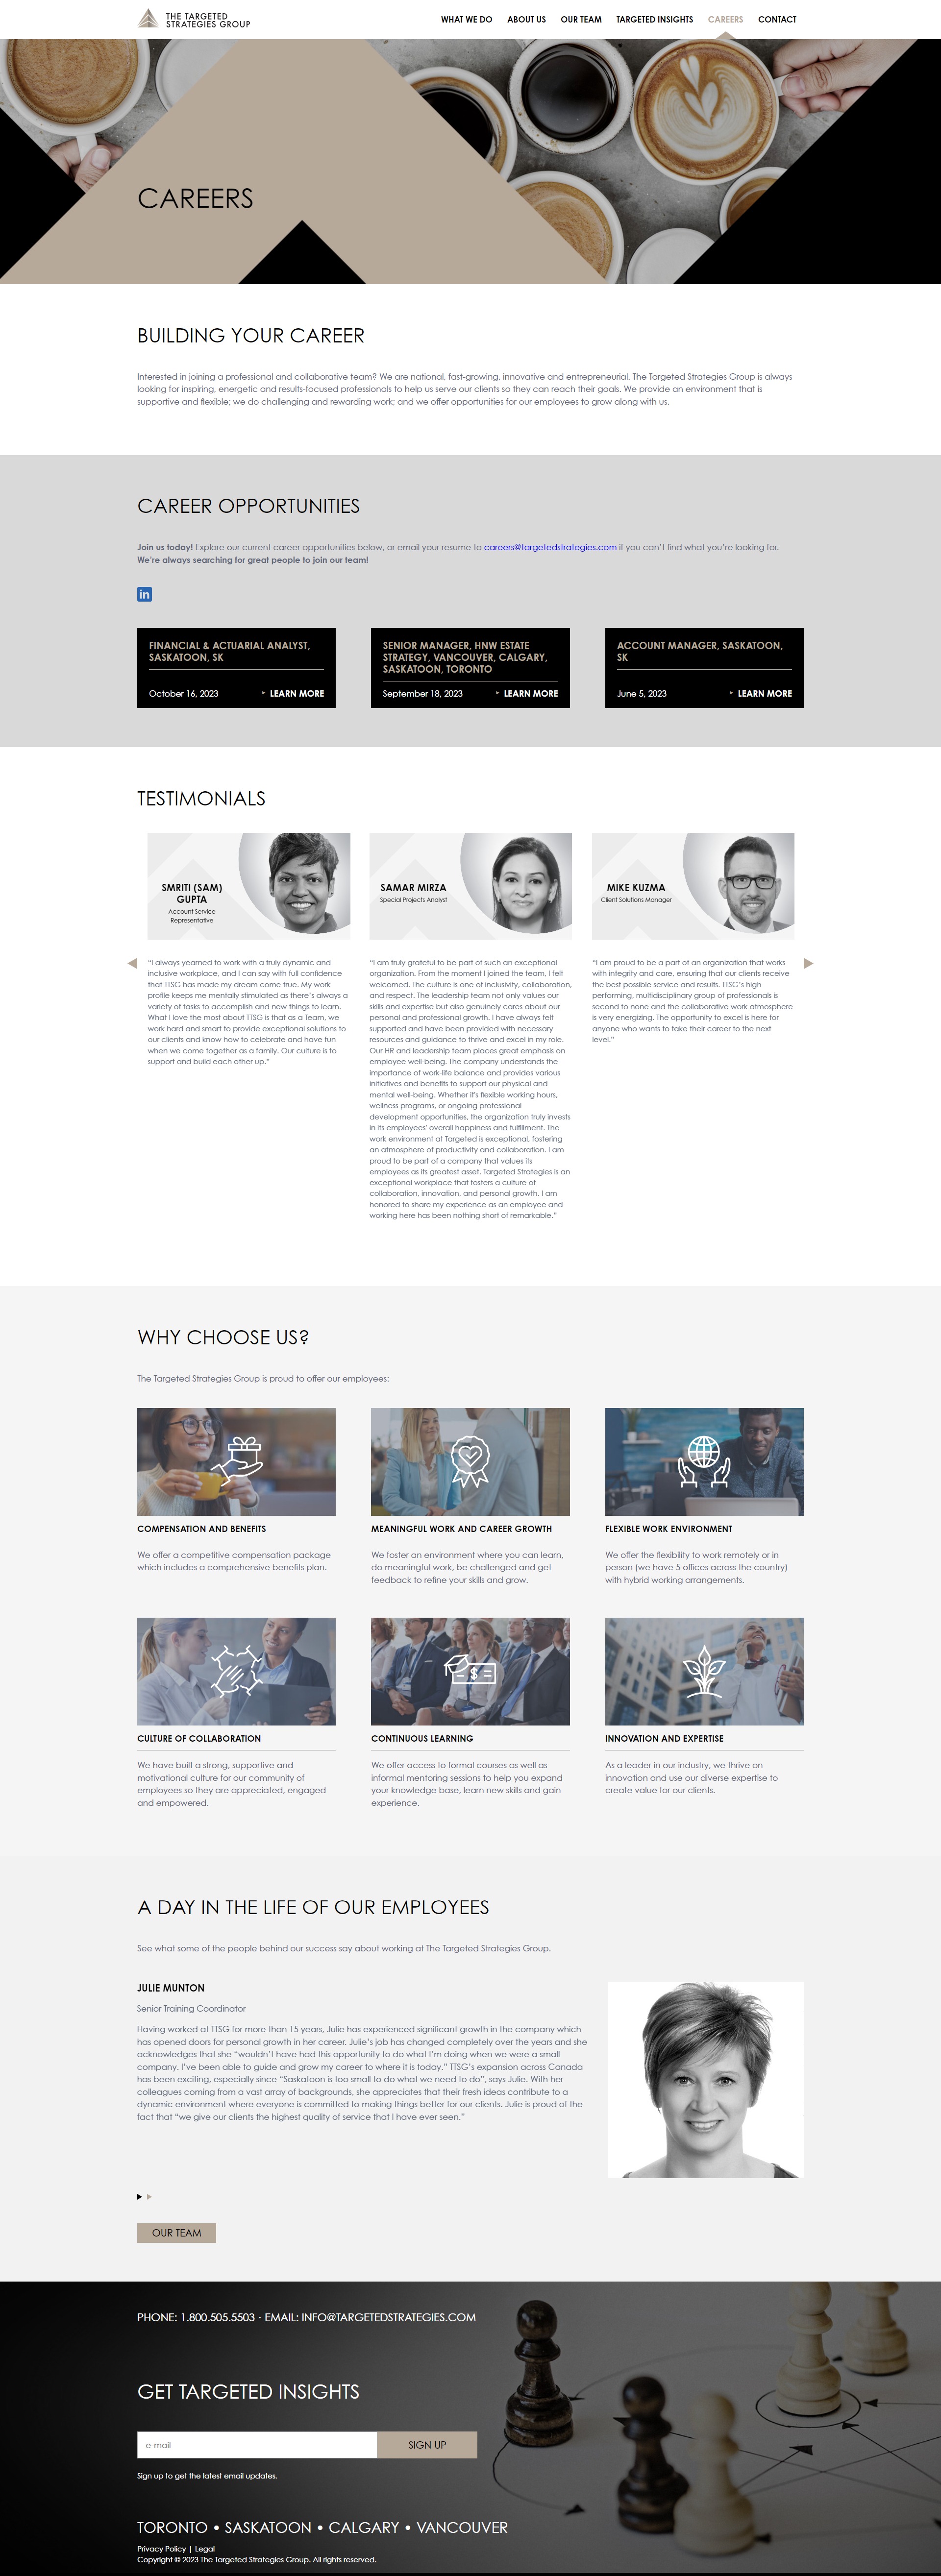 THE TARGETED
STRATEGIES GROUP
WHAT WE DO ABOUT US OUR TEAM TARGETED INSIGHTS CAREERS CONTACT
CAREERS
BUILDING YOUR CAREER
Interested in joining a professional and collaborative team? We are national, fast-growing, innovative and entrepreneurial. The Targeted Strategies Group is always
looking for inspiring, energetic and results-focused professionals to help us serve our clients so they can reach their goals. We provide an environment that is
supportive and flexible; we do challenging and rewarding work; and we offer opportunities for our employees to grow along with us.
CAREER OPPORTUNITIES
Join us today! Explore our current career opportunities below, or email your resume to careers@targetedstrategies.com if you can't find what you're looking for.
We're always searching for great people to join our team!
in
FINANCIAL & ACTUARIAL ANALYST,
SASKATOON, SK
October 16, 2023 LEARN MORE
SENIOR MANAGER, HNW ESTATE
STRATEGY, VANCOUVER, CALGARY,
SASKATOON, TORONTO
September 18, 2023 LEARN MORE
ACCOUNT MANAGER, SASKATOON,
SK
June 5, 2023 LEARN MORE
TESTIMONIALS
SMRITI (SAM)
GUPTA
Account Service
Representative
"I always yearned to work with a truly dynamic and
inclusive workplace, and I can say with full confidence
that TTSG has made my dream come true. My work
profile keeps me mentally stimulated as there's always a
variety of tasks to accomplish and new things to learn.
What I love the most about TTSG is that as a Team, we
work hard and smart to provide exceptional solutions to
our clients and know how to celebrate and have fun
when we come together as a family. Our culture is to
support and build each other up."
SAMAR MIRZA
Special Projects Analyst
"I am truly grateful to be part of such an exceptional
organization. From the moment I joined the team, I felt
welcomed. The culture is one of inclusivity, collaboration,
and respect. The leadership team not only values our
skills and expertise but also genuinely cares about our
personal and professional growth. I have always felt
supported and have been provided with necessary
resources and guidance to thrive and excel in my role.
Our HR and leadership team places great emphasis on
employee well-being. The company understands the
importance of work-life balance and provides various
initiatives and benefits to support our physical and
mental well-being. Whether it's flexible working hours,
wellness programs, or ongoing professional
development opportunities, the organization truly invests
in its employees' overall happiness and fulfillment. The
work environment at Targeted is exceptional, fostering
an atmosphere of productivity and collaboration. I am
proud to be part of a company that values its
employees as its greatest asset. Targeted Strategies is an
exceptional workplace that fosters a culture of
collaboration, innovation, and personal growth. I am
honored to share my experience as an employee and
working here has been nothing short of remarkable."
MIKE KUZMA
Client Solutions Manager
"I am proud to be a part of an organization that works
with integrity and care, ensuring that our clients receive
the best possible service and results. TTSG's high-
performing, multidisciplinary group of professionals is
second to none and the collaborative work atmosphere
is very energizing. The opportunity to excel is here for
anyone who wants to take their career to the next
level."
WHY CHOOSE US?
The Targeted Strategies Group is proud to offer our employees:
COMPENSATION AND BENEFITS
We offer a competitive compensation package
which includes a comprehensive benefits plan.
MEANINGFUL WORK AND CAREER GROWTH
We foster an environment where you can learn,
do meaningful work, be challenged and get
feedback to refine your skills and grow.
FLEXIBLE WORK ENVIRONMENT
We offer the flexibility to work remotely or in
person (we have 5 offices across the country)
with hybrid working arrangements.
CULTURE OF COLLABORATION
We have built a strong, supportive and
motivational culture for our community of
employees so they are appreciated, engaged
and empowered.
$
CONTINUOUS LEARNING
We offer access to formal courses as well as
informal mentoring sessions to help you expand
your knowledge base, learn new skills and gain
experience.
INNOVATION AND EXPERTISE
As a leader in our industry, we thrive on
innovation and use our diverse expertise to
create value for our clients.
A DAY IN THE LIFE OF OUR EMPLOYEES
See what some of the people behind our success say about working at The Targeted Strategies Group.
JULIE MUNTON
Senior Training Coordinator
Having worked at TTSG for more than 15 years, Julie has experienced significant growth in the company which
has opened doors for personal growth in her career. Julie's job has changed completely over the years and she
acknowledges that she "wouldn't have had this opportunity to do what I'm doing when we were a small
company. I've been able to guide and grow my career to where it is today." TTSG's expansion across Canada
has been exciting, especially since "Saskatoon is too small to do what we need to do", says Julie. With her
colleagues coming from a vast array of backgrounds, she appreciates that their fresh ideas contribute to a
dynamic environment where everyone is committed to making things better for our clients. Julie is proud of the
fact that "we give our clients the highest quality of service that I have ever seen."
OUR TEAM
PHONE: 1.800.505.5503 · EMAIL: INFO@TARGETEDSTRATEGIES.COM
GET TARGETED INSIGHTS
e-mail
SIGN UP
Sign up to get the latest email updates.
TORONTO • SASKATOON • CALGARY • VANCOUVER
Privacy Policy | Legal
Copyright © 2023 The Targeted Strategies Group. All rights reserved.